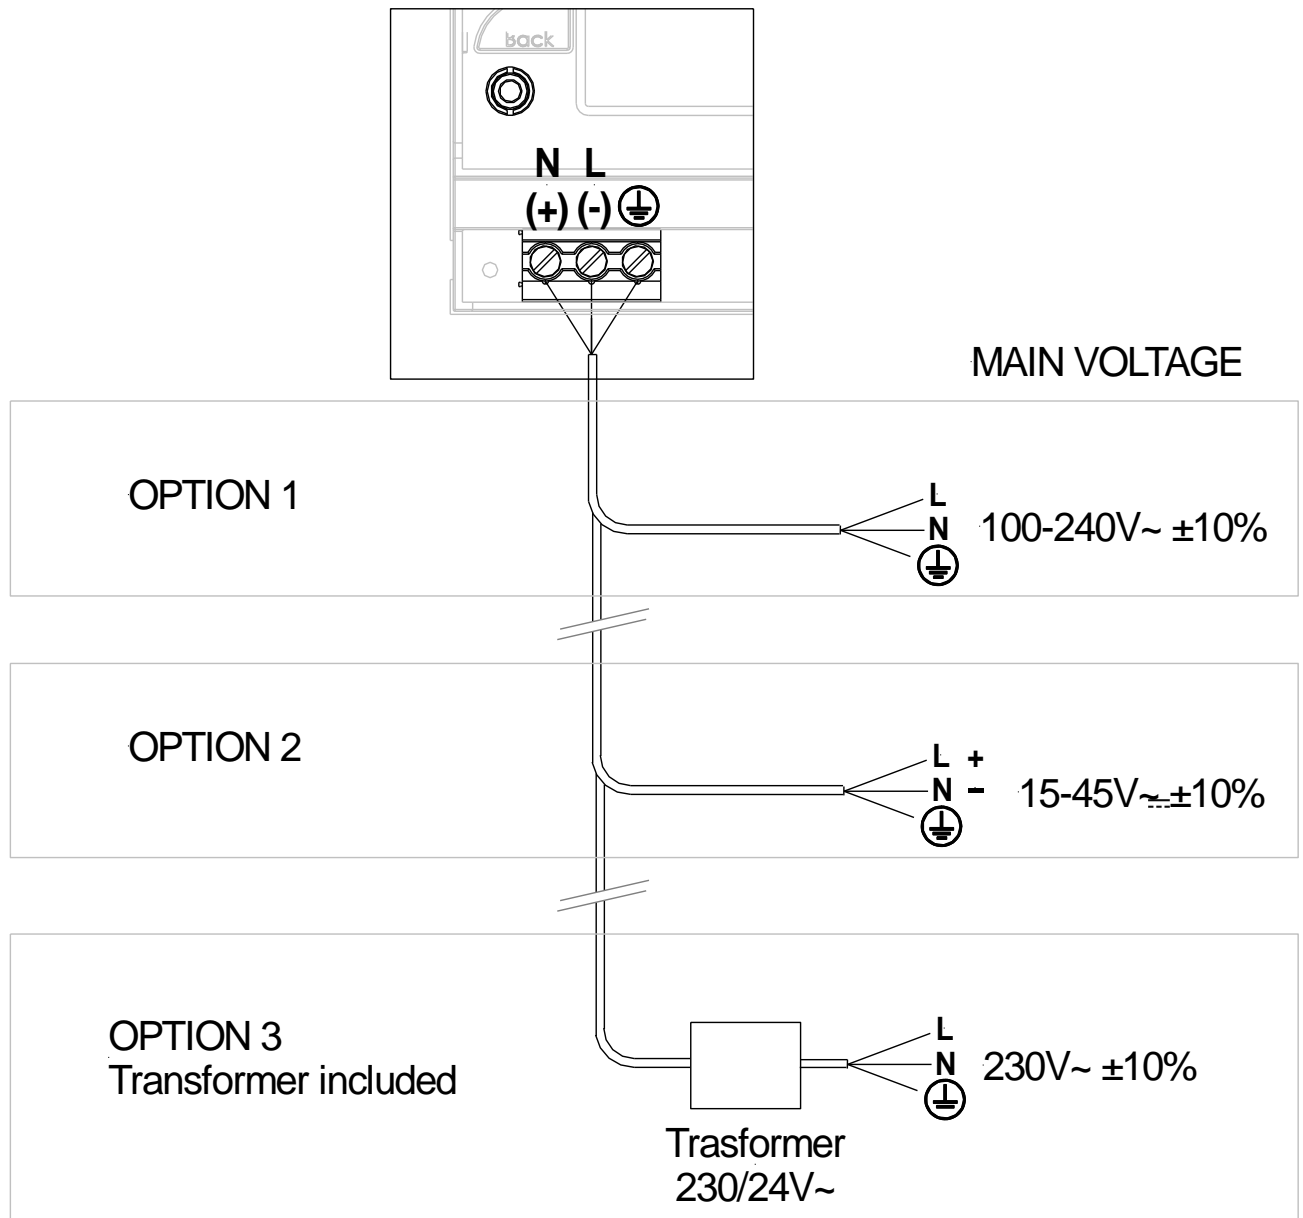 Back
N L
(+) (-)
MAIN VOLTAGE
OPTION 1
L
N 100-240V~ ±10%
OPTION 2
L +
N - 15-45V⏦±10%
OPTION 3
Transformer included
L
N 230V~ ±10%
Trasformer
230/24V~